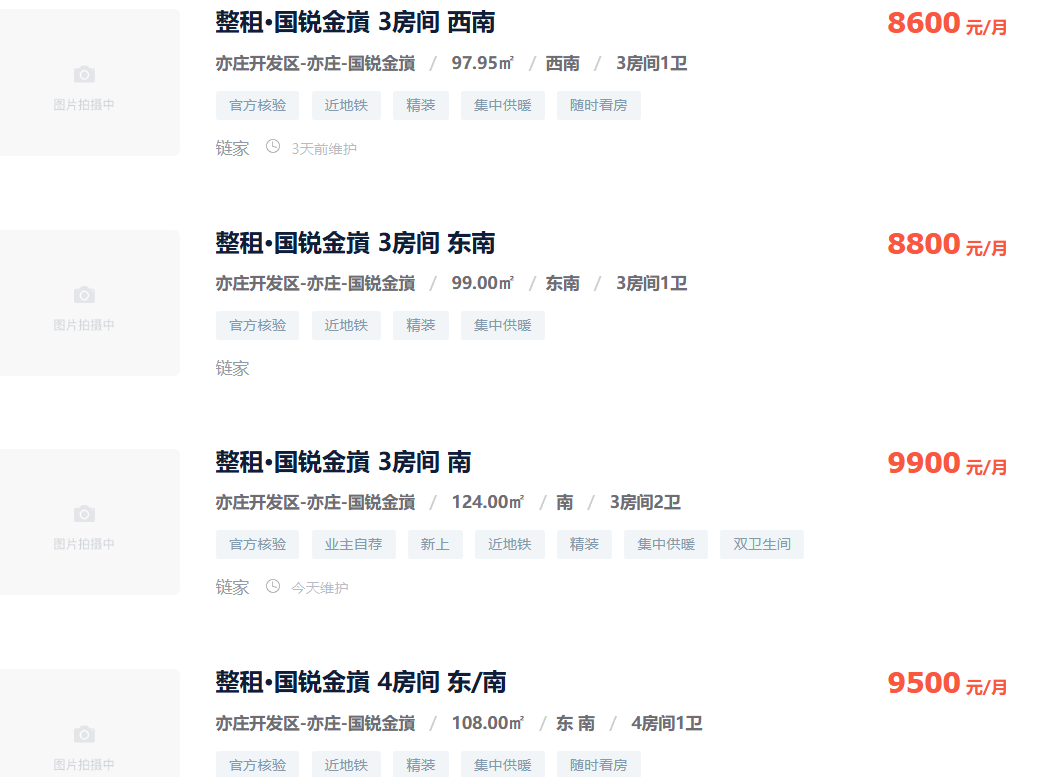 整租·国锐金嵿 3房间 西南
8600 元/月
亦庄开发区-亦庄-国锐金嵿 / 97.95㎡ / 西南 / 3房间1卫
官方核验 近地铁 精装 集中供暖 随时看房
图片拍摄中
链家 3天前维护
整租·国锐金嵿 3房间 东南
8800 元/月
亦庄开发区-亦庄-国锐金嵿 / 99.00㎡ / 东南 / 3房间1卫
官方核验 近地铁 精装 集中供暖
图片拍摄中
链家
整租·国锐金嵿 3房间 南
9900 元/月
亦庄开发区-亦庄-国锐金嵿 / 124.00㎡ / 南 / 3房间2卫
官方核验 业主自荐 新上 近地铁 精装 集中供暖 双卫生间
图片拍摄中
链家 今天维护
整租·国锐金嵿 4房间 东/南
9500 元/月
亦庄开发区-亦庄-国锐金嵿 / 108.00㎡ / 东 南 / 4房间1卫
官方核验 近地铁 精装 集中供暖 随时看房
图片拍摄中